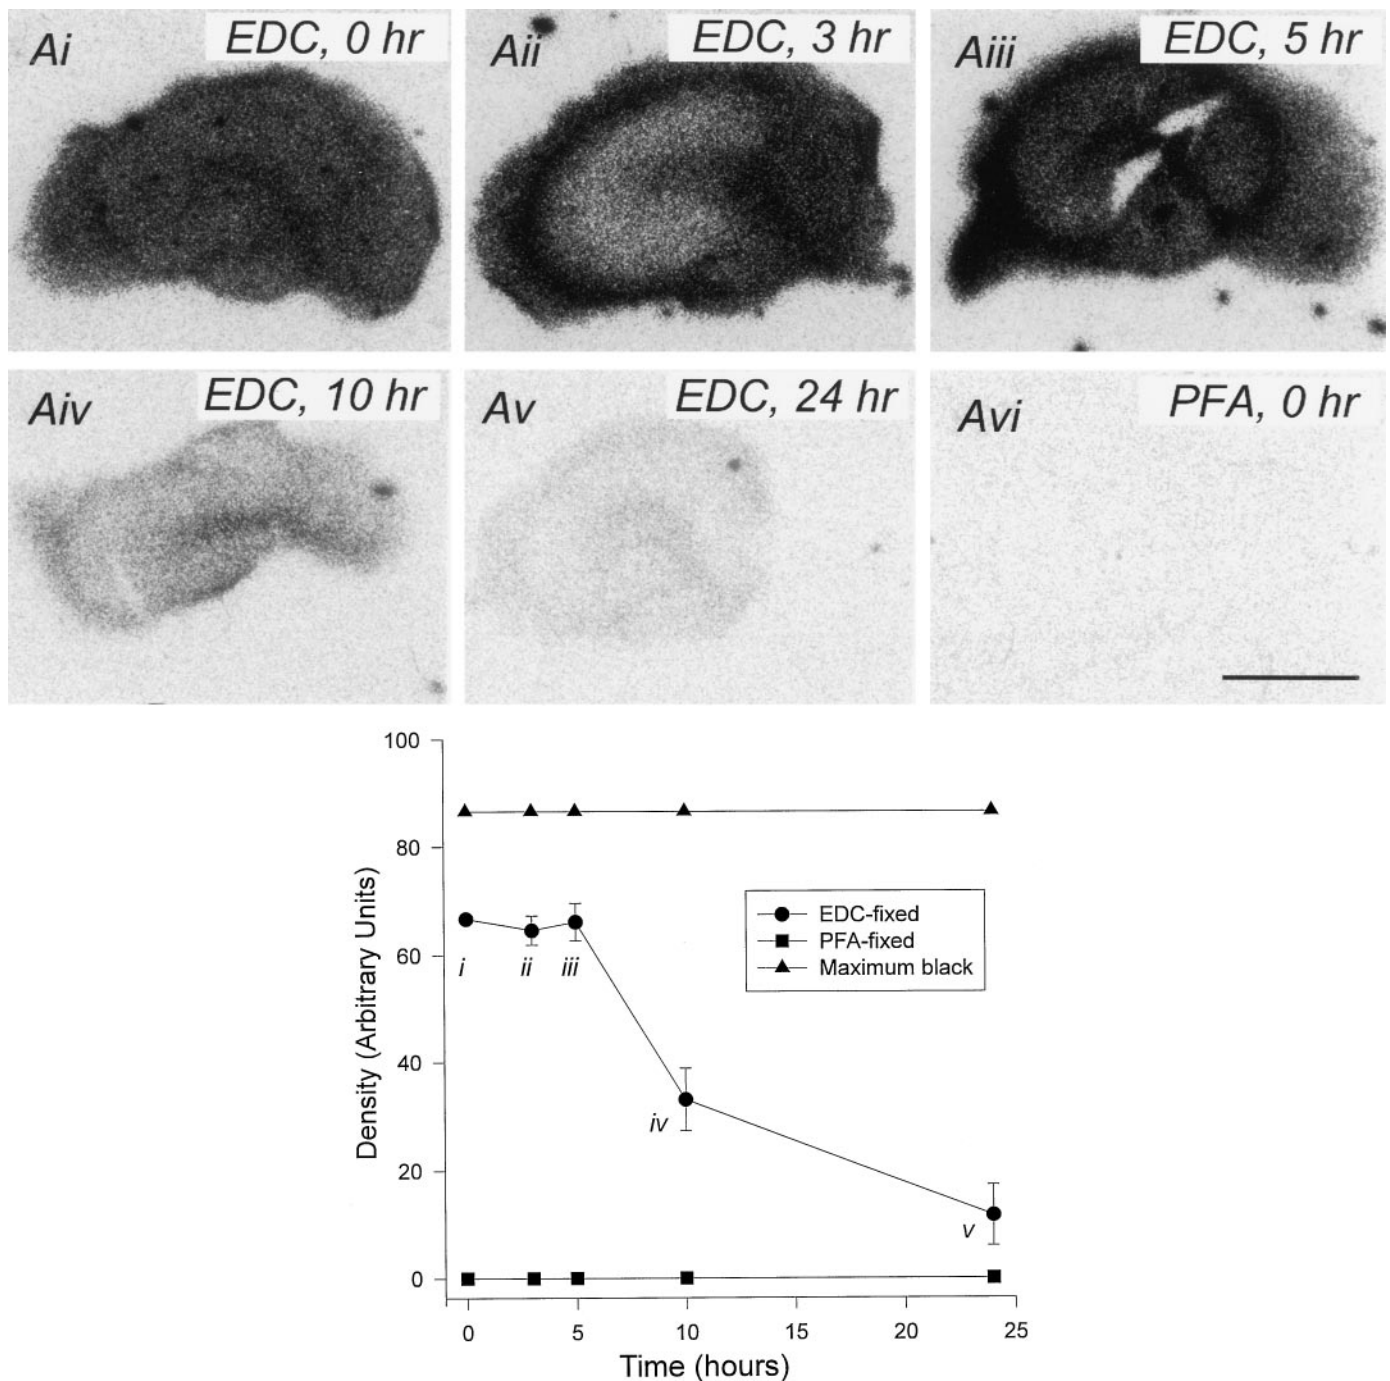 Ai
EDC, 0 hr
Aii
EDC, 3 hr
Aiii
EDC, 5 hr
Aiv
EDC, 10 hr
Av
EDC, 24 hr
Avi
PFA, 0 hr
100
80
60
40
20
0
Density (Arbitrary Units)
EDC-fixed
PFA-fixed
Maximum black
i
ii
iii
iv
v
0
5
10
15
20
25
Time (hours)